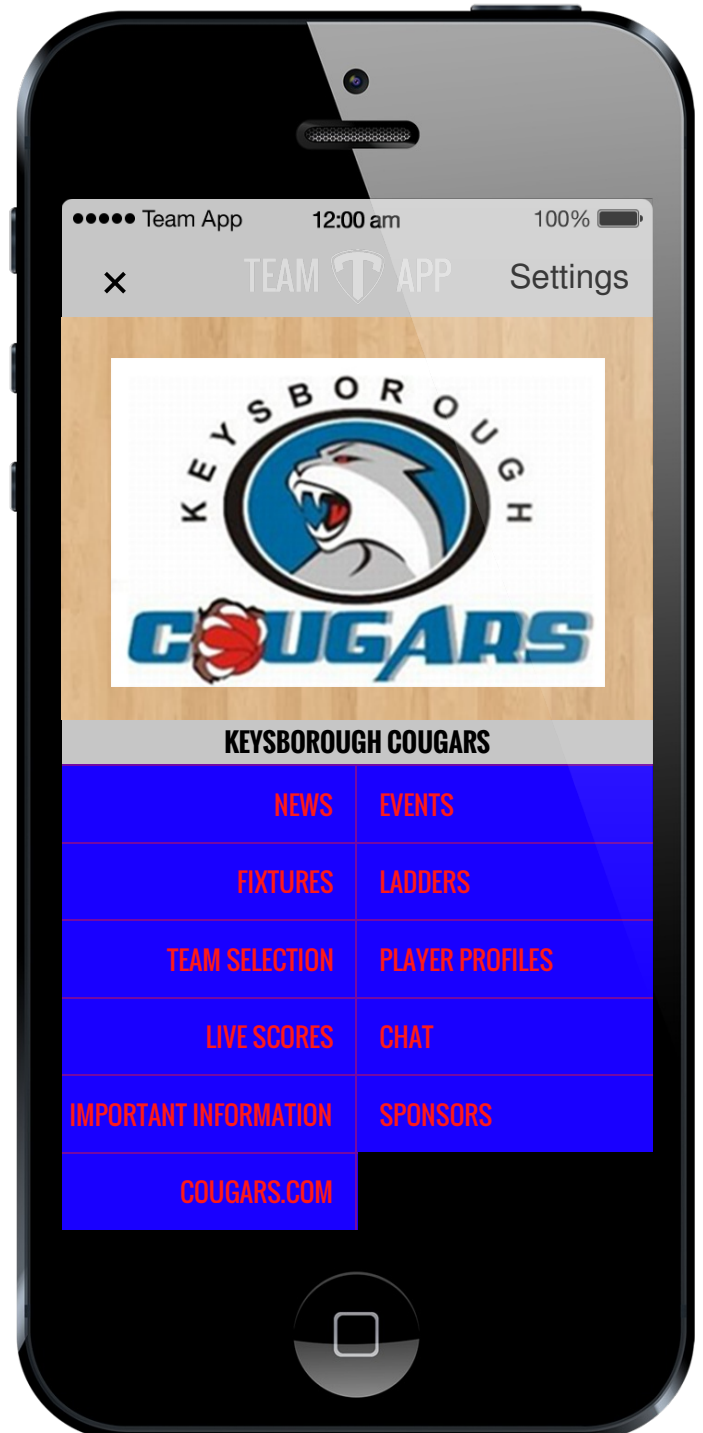 Team App 12:00 am 100%
× TEAM T APP Settings
KEYSBOROUGH
COUGARS
KEYSBOROUGH COUGARS
NEWS EVENTS
FIXTURES LADDERS
TEAM SELECTION PLAYER PROFILES
LIVE SCORES CHAT
IMPORTANT INFORMATION SPONSORS
COUGARS.COM